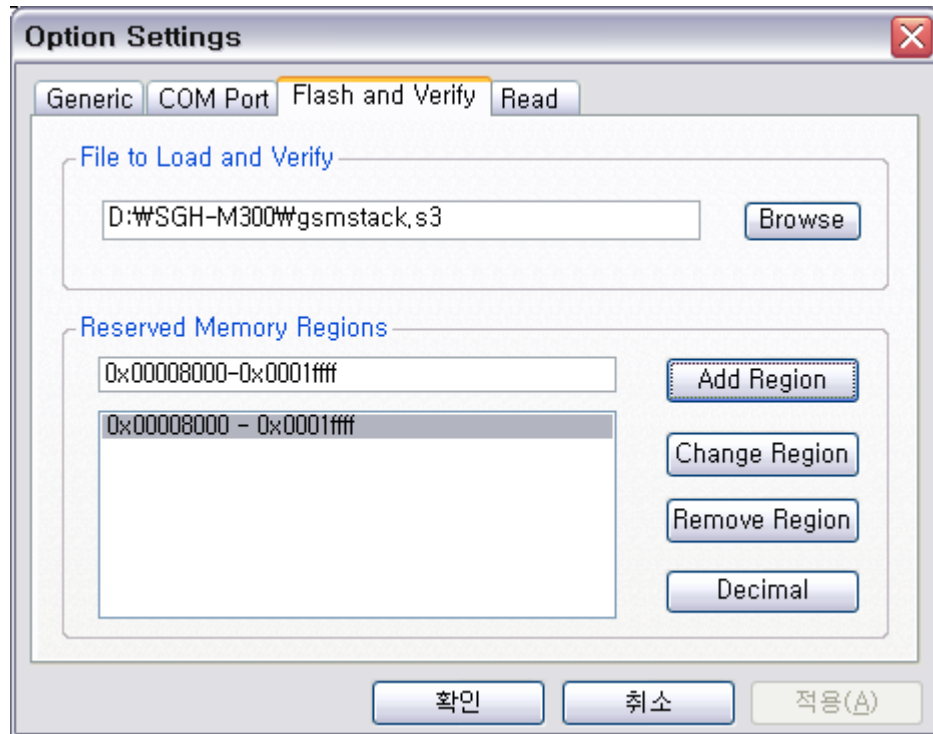 Option Settings
Generic COM Port Flash and Verify Read
File to Load and Verify
D:₩SGH-M300₩gsmstack.s3 Browse
Reserved Memory Regions
0x00008000-0x0001ffff Add Region
0x00008000 - 0x0001ffff
Change Region
Remove Region
Decimal
확인 취소 적용(A)